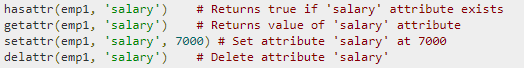 hasattr(emp1, 'salary')    # Returns true if 'salary' attribute exists
getattr(emp1, 'salary')    # Returns value of 'salary' attribute
setattr(emp1, 'salary', 7000) # Set attribute 'salary' at 7000
delattr(emp1, 'salary')    # Delete attribute 'salary'